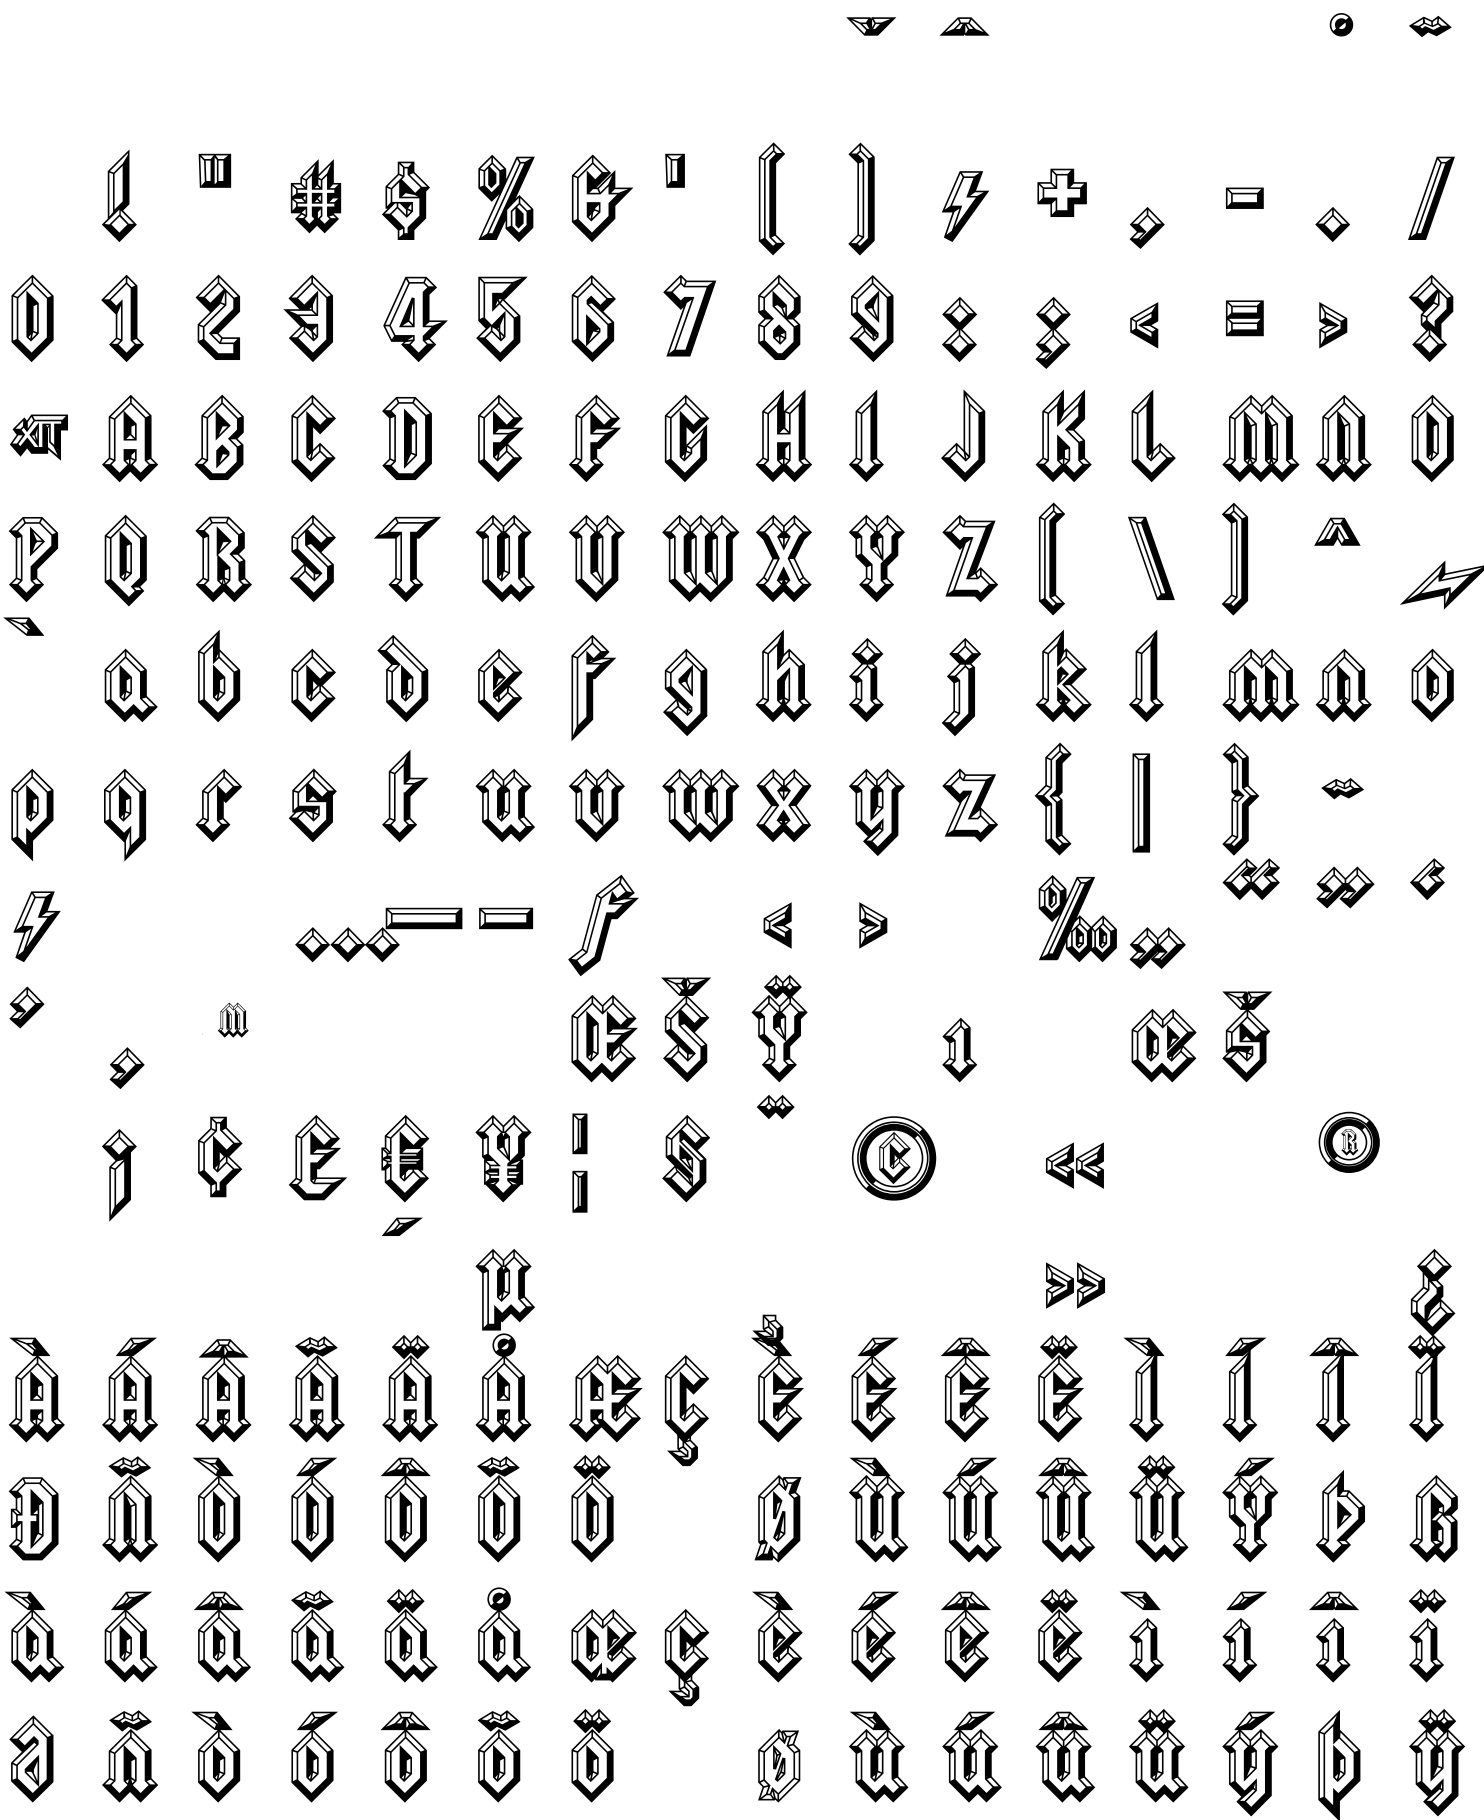 ˇ ˆ ˚ ˜
! " # $ % & ' ( ) * + , - . /
0 1 2 3 4 5 6 7 8 9 : ; < = > ?
A B C D E F G H I J K L M N O
P Q R S T U V W X Y Z [ \ ] ^ _
` a b c d e f g h i j k l m n o
p q r s t u v w x y z { | } ~
… — – ƒ ‹ › ‰ „ “ ” ‘
’ ‚ Œ Š Ÿ ı œ š
¡ ¢ £ € ¥ ¦ § ¨ © « ®
´ µ ¸ » ¿
À Á Â Ã Ä Å Æ Ç È É Ê Ë Ì Í Î Ï
Ð Ñ Ò Ó Ô Õ Ö Ø Ù Ú Û Ü Ý Þ ß
à á â ã ä å æ ç è é ê ë ì í î ï
ñ ò ó ô õ ö ø ù ú û ü ý þ ÿ